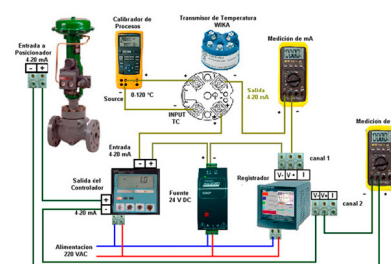 Calibrador de
Procesos
Transmisor de Temperatura
WIKA
Medición de mA
Entrada a
Posicionador
4-20 mA
- +
Source
0-120 °C
INPUT
TC
Salida
4-20 mA
Medición de
Entrada
4-20 mA
- +
canal 1
V- V+ I
Salida del
Controlador
4-20 mA
Fuente
24 V DC
Registrador
V- V+ I
canal 2
Alimentacion
220 VAC